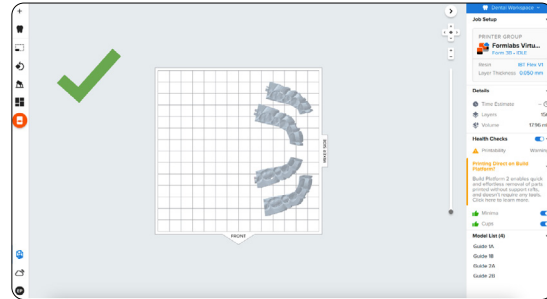 Dental Workspace
Job Setup
PRINTER GROUP
Formlabs Virtu...
Form 3B • IDLE
Resin
Layer Thickness 0.050 mm
Details
Time Estimate
Layers
Volume
Health Checks
Printability Warning
Printing Direct on Build
Platform?
Build Platform 2 enables quick
and effortless removal of parts
printed without support rafts,
and doesn't require any tools.
Click here to learn more.
Minima
Cups
Model List (4)
Guide 1A
Guide 1B
Guide 2A
Guide 2B
FRONT